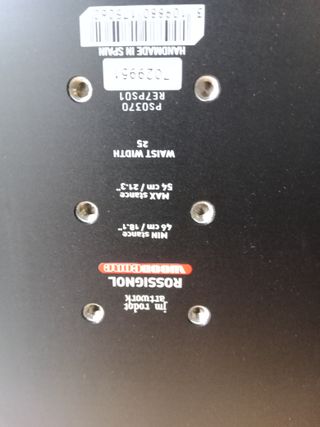 jm rodot
artwork
ROSSIGNOL
MIN stance
46 cm / 18.1"
MAX stance
54 cm / 21.3"
WAIST WIDTH
25
PS0370
RE7PS01
HANDMADE IN SPAIN